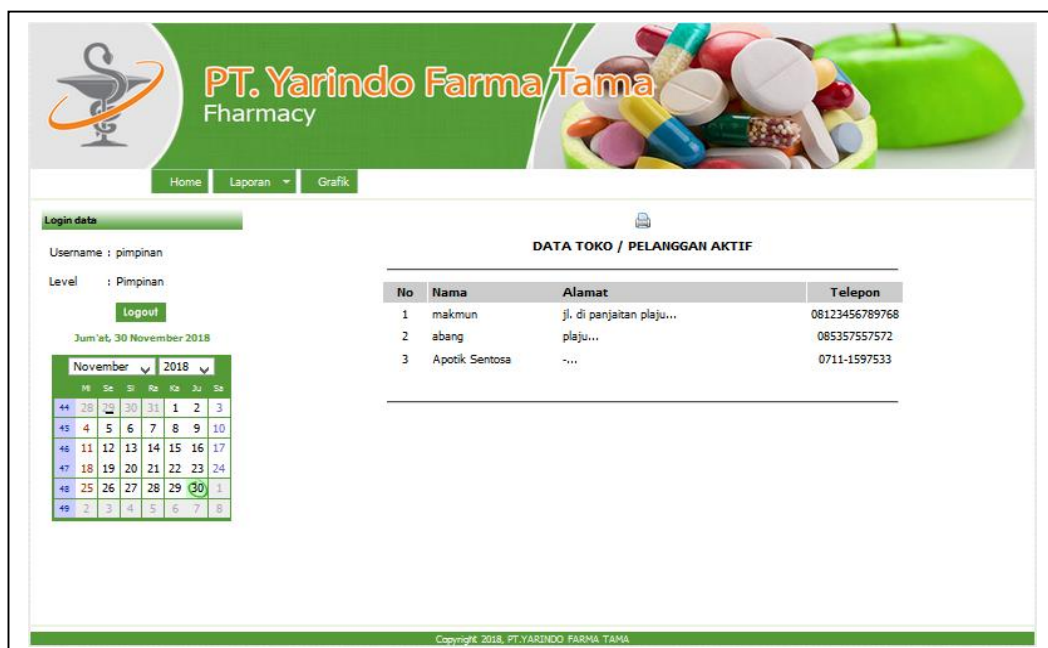 PT. Yarindo Farma Tama
Fharmacy
Home Laporan Grafik
Login data
Username : pimpinan
Level : Pimpinan
Logout
Jum'at, 30 November 2018
November 2018
Mi Se Sl Ra Ka Ju Sa
44 28 29 30 31 1 2 3
45 4 5 6 7 8 9 10
46 11 12 13 14 15 16 17
47 18 19 20 21 22 23 24
48 25 26 27 28 29 30 1
49 2 3 4 5 6 7 8
DATA TOKO / PELANGGAN AKTIF
No Nama Alamat Telepon
1 makmun jl. di panjaitan plaju... 08123456789768
2 abang plaju... 085357557572
3 Apotik Sentosa -... 0711-1597533
Copyright 2018, PT.YARINDO FARMA TAMA